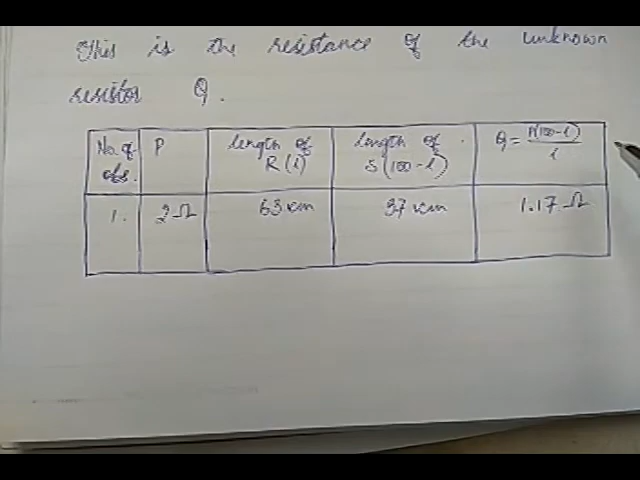 This is the resistance of the unknown
resistor Q.
No. of obs. P length of R (l) length of S (100 - l) Q = P(100 - l) / l
1. 2 Ω 63 cm 37 cm 1.17 Ω